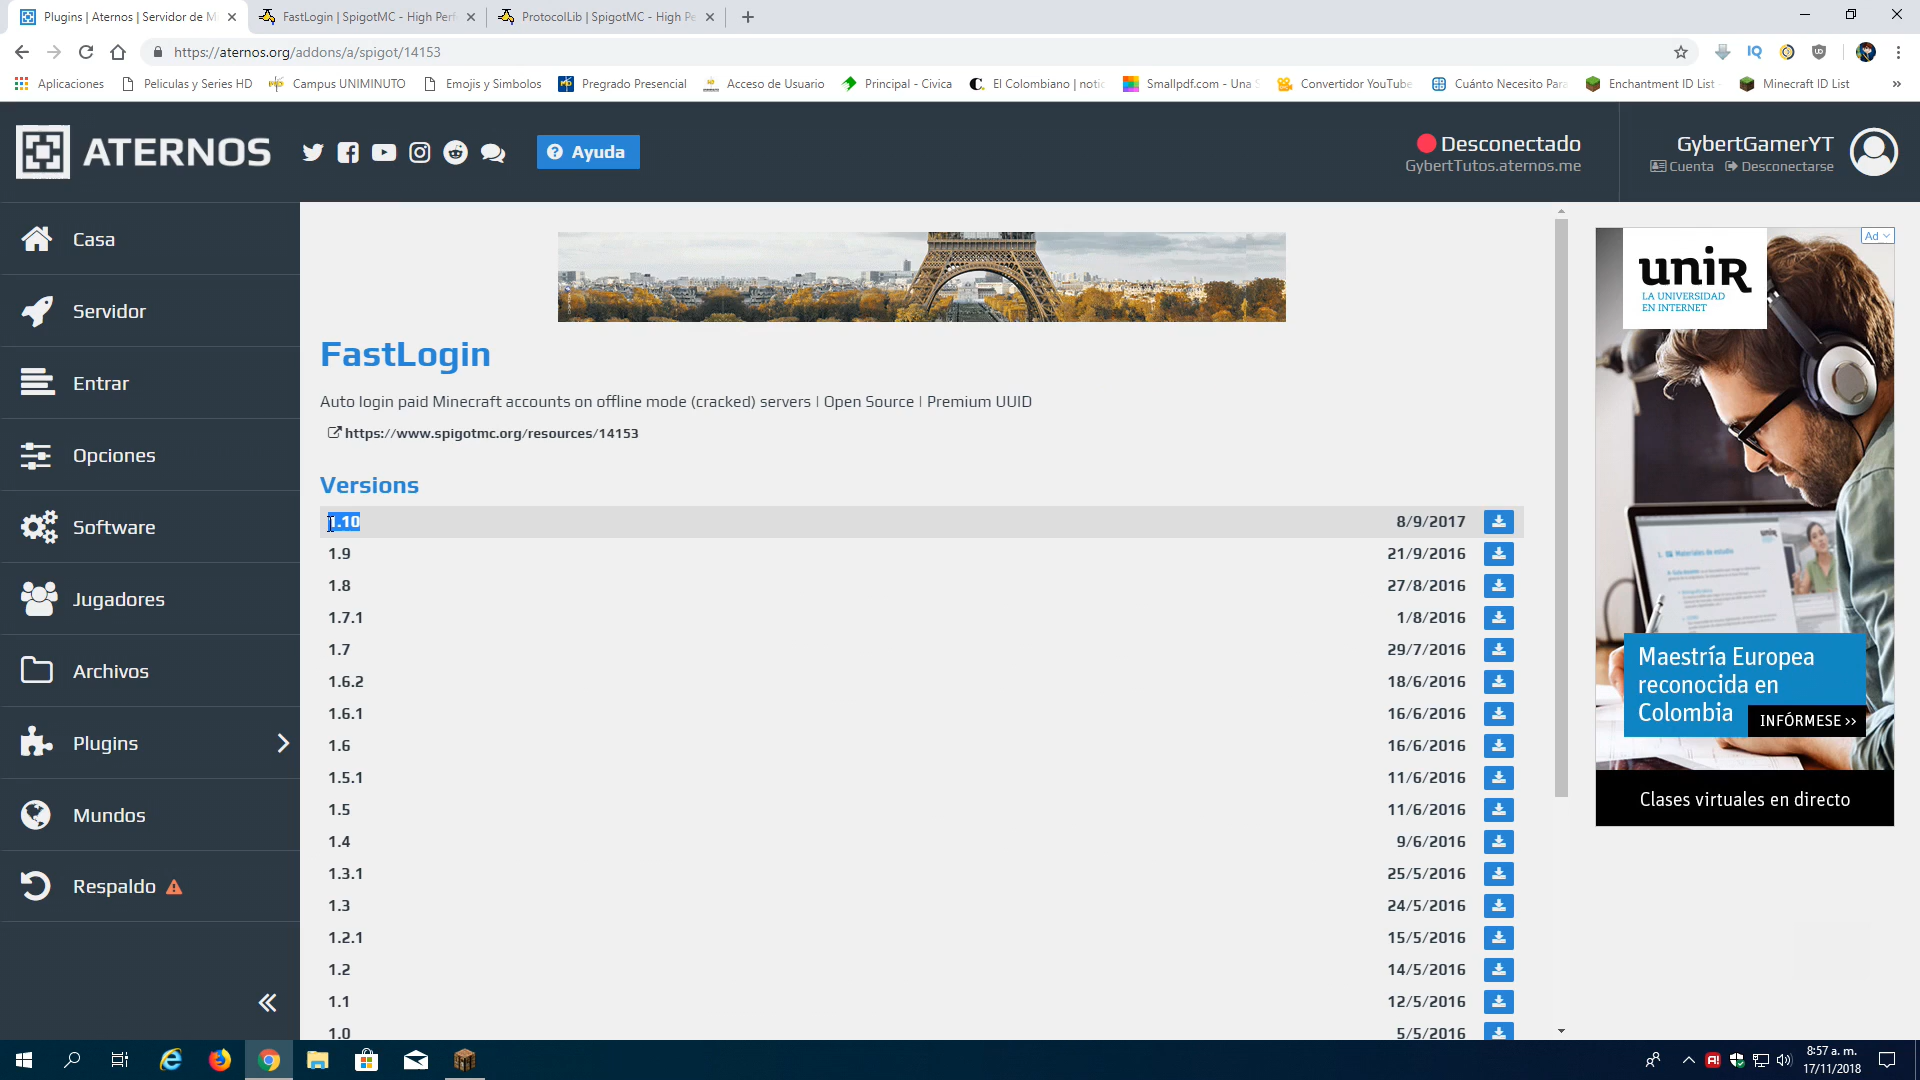 Plugins | Aternos | Servidor de M
FastLogin | SpigotMC - High Perf
ProtocolLib | SpigotMC - High Pe
https://aternos.org/addons/a/spigot/14153
Aplicaciones
Peliculas y Series HD
Campus UNIMINUTO
Emojis y Simbolos
Pregrado Presencial
Acceso de Usuario
Principal - Civica
El Colombiano | notic
Smallpdf.com - Una S
Convertidor YouTube
Cuánto Necesito Para
Enchantment ID List
Minecraft ID List
ATERNOS
Ayuda
Desconectado
GybertTutos.aternos.me
GybertGamerYT
Cuenta Desconectarse
Casa
Servidor
Entrar
Opciones
Software
Jugadores
Archivos
Plugins
Mundos
Respaldo
FastLogin
Auto login paid Minecraft accounts on offline mode (cracked) servers | Open Source | Premium UUID
https://www.spigotmc.org/resources/14153
Versions
1.10 8/9/2017
1.9 21/9/2016
1.8 27/8/2016
1.7.1 1/8/2016
1.7 29/7/2016
1.6.2 18/6/2016
1.6.1 16/6/2016
1.6 16/6/2016
1.5.1 11/6/2016
1.5 11/6/2016
1.4 9/6/2016
1.3.1 25/5/2016
1.3 24/5/2016
1.2.1 15/5/2016
1.2 14/5/2016
1.1 12/5/2016
1.0 5/5/2016
Ad
unir
LA UNIVERSIDAD
EN INTERNET
Maestría Europea
reconocida en
Colombia
INFÓRMESE >>
Clases virtuales en directo
8:57 a. m.
17/11/2018